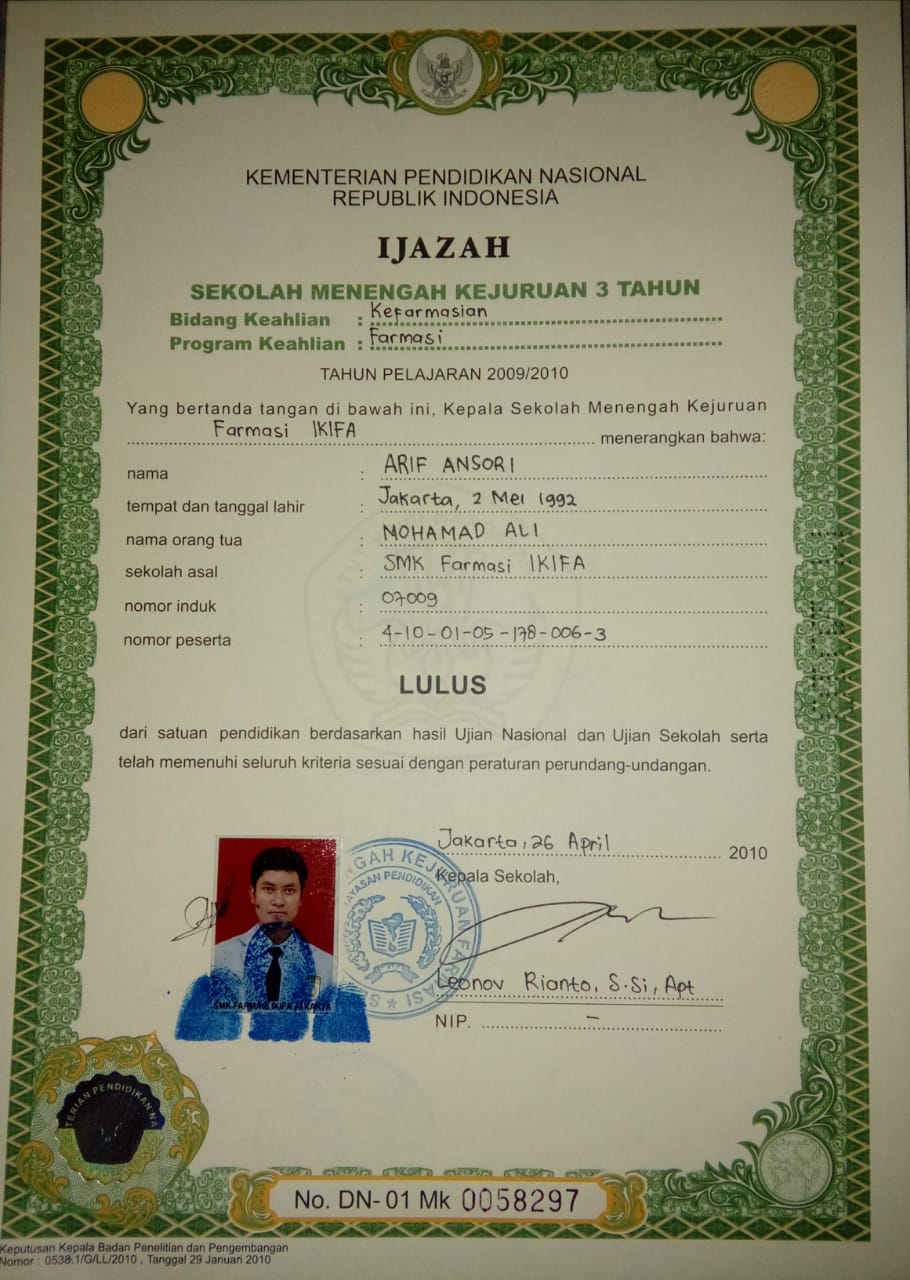 KEMENTERIAN PENDIDIKAN NASIONAL
REPUBLIK INDONESIA
IJAZAH
SEKOLAH MENENGAH KEJURUAN 3 TAHUN
Bidang Keahlian : Kefarmasian
Program Keahlian : Farmasi
TAHUN PELAJARAN 2009/2010
Yang bertanda tangan di bawah ini, Kepala Sekolah Menengah Kejuruan
Farmasi IKIFA menerangkan bahwa:
nama : ARIF ANSORI
tempat dan tanggal lahir : Jakarta, 2 Mei 1992
nama orang tua : MOHAMAD ALI
sekolah asal : SMK Farmasi IKIFA
nomor induk : 07009
nomor peserta : 4-10-01-05-178-006-3
LULUS
dari satuan pendidikan berdasarkan hasil Ujian Nasional dan Ujian Sekolah serta
telah memenuhi seluruh kriteria sesuai dengan peraturan perundang-undangan.
Jakarta, 26 April 2010
Kepala Sekolah,
NGAH KEJURUAN FARMASI
YAYASAN PENDIDIKAN
SMK FARMASI IKIFA JAKARTA
Leonov Rianto, S.Si, Apt
NIP. –
TERIAN PENDIDIKAN NA
No. DN- 01 Mk 0058297
Keputusan Kepala Badan Penelitian dan Pengembangan
Nomor : 0538.1/G/LL/2010 , Tanggal 29 Januari 2010